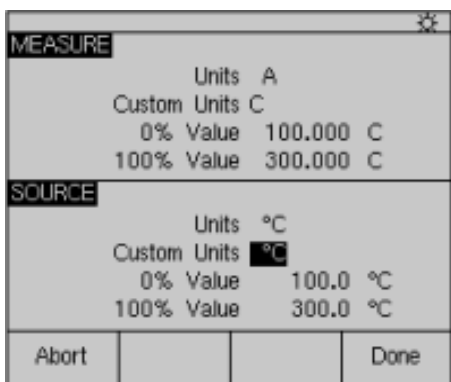 MEASURE
Units A
Custom Units C
0% Value 100.000 C
100% Value 300.000 C
SOURCE
Units °C
Custom Units °C
0% Value 100.0 °C
100% Value 300.0 °C
Abort Done